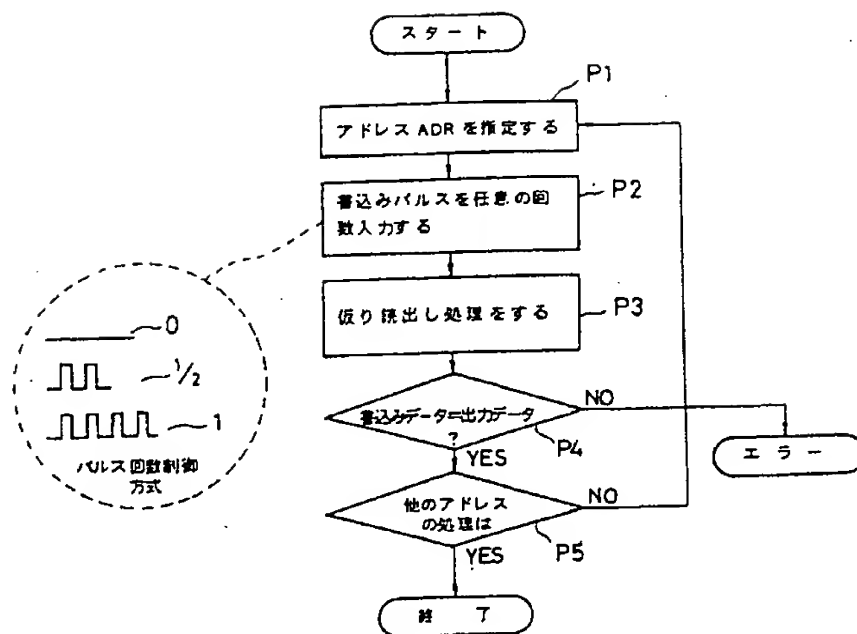 スタート
P1
アドレスADRを指定する
書込みパルスを任意の回
数入力する
P2
仮り読出し処理をする
P3
0
1/2
1
パルス回数制御
方式
書込みデータ=出力データ
?
NO
P4
YES
エラー
他のアドレス
の処理は
NO
P5
YES
終了